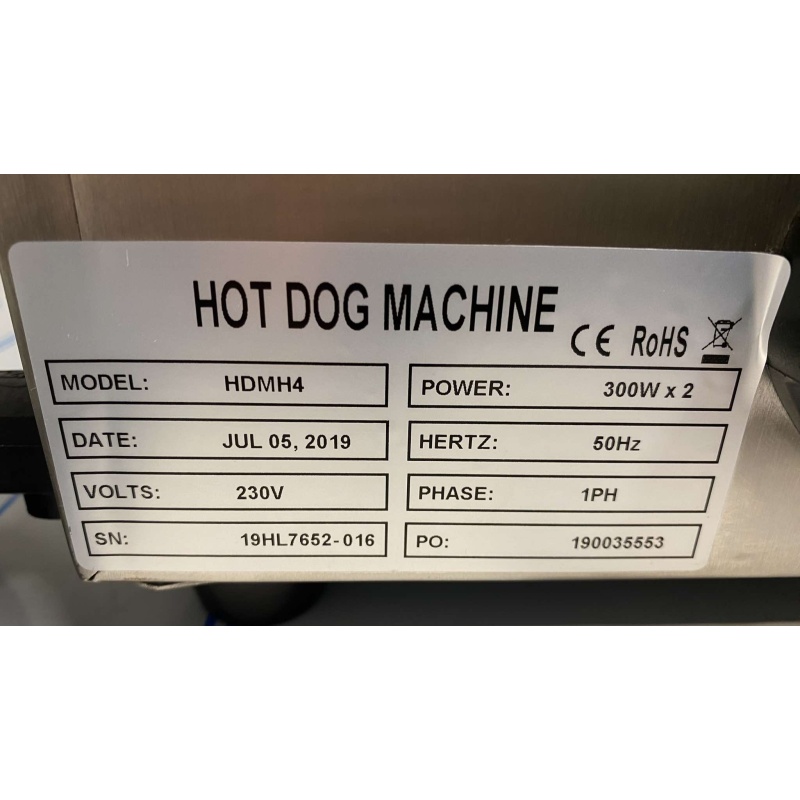 HOT DOG MACHINE
CE RoHS
MODEL: HDMH4 POWER: 300W x 2
DATE: JUL 05, 2019 HERTZ: 50Hz
VOLTS: 230V PHASE: 1PH
SN: 19HL7652-016 PO: 190035553